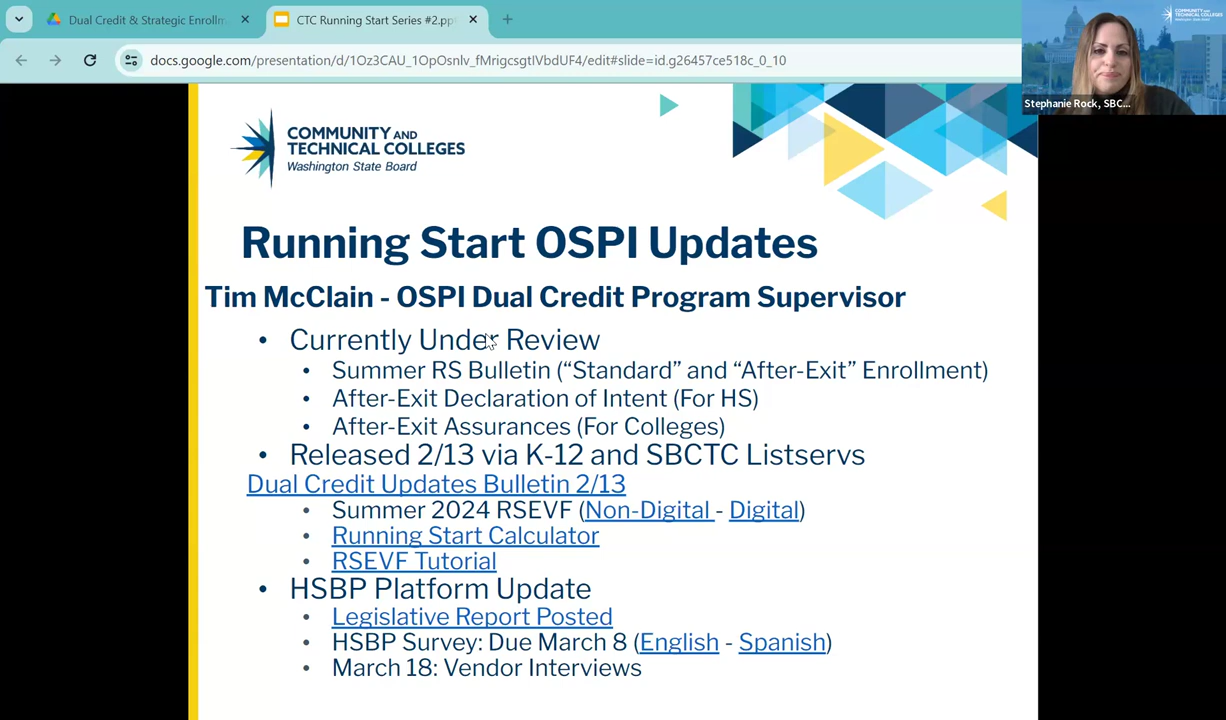 Dual Credit & Strategic Enrollm
CTC Running Start Series #2.pp
docs.google.com/presentation/d/1Oz3CAU_1OpOsnlv_fMrigcsgtIVbdUF4/edit#slide=id.g26457ce518c_0_10
Stephanie Rock, SBC...
COMMUNITY AND
TECHNICAL COLLEGES
Washington State Board
Running Start OSPI Updates
Tim McClain - OSPI Dual Credit Program Supervisor
• Currently Under Review
• Summer RS Bulletin (“Standard” and “After-Exit” Enrollment)
• After-Exit Declaration of Intent (For HS)
• After-Exit Assurances (For Colleges)
• Released 2/13 via K-12 and SBCTC Listservs
Dual Credit Updates Bulletin 2/13
• Summer 2024 RSEVF (Non-Digital - Digital)
• Running Start Calculator
• RSEVF Tutorial
• HSBP Platform Update
• Legislative Report Posted
• HSBP Survey: Due March 8 (English - Spanish)
• March 18: Vendor Interviews